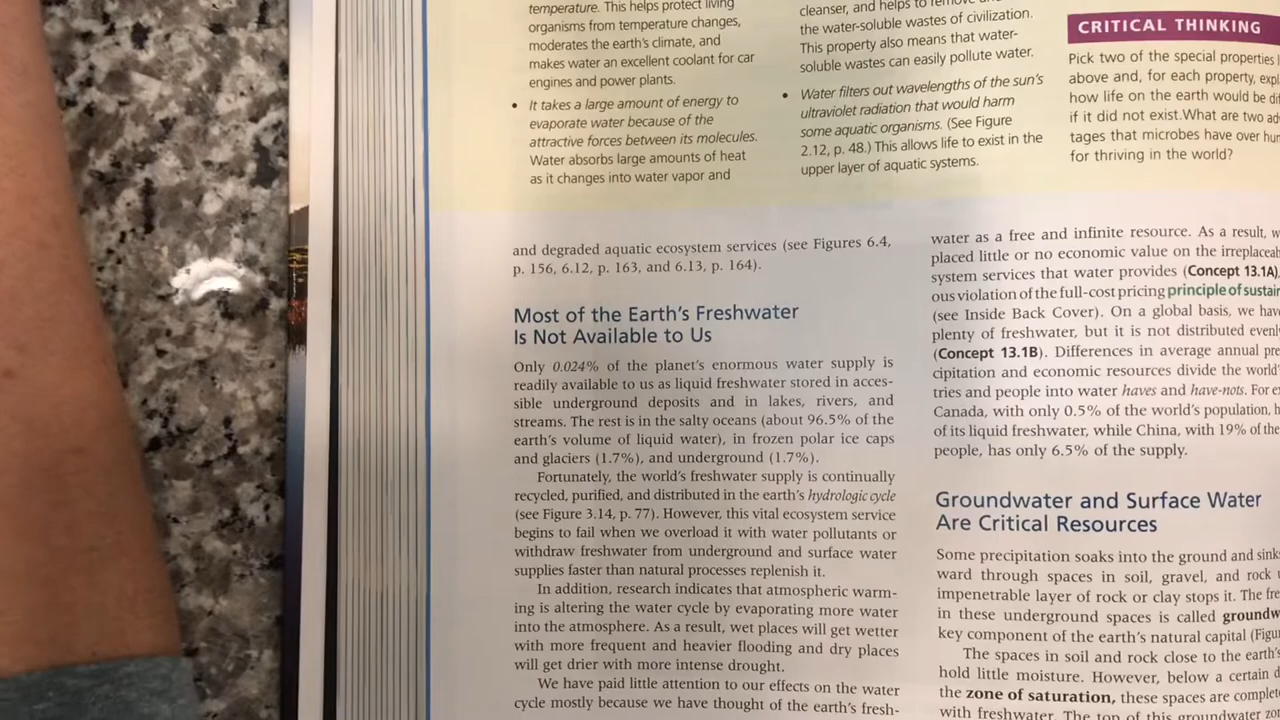 temperature. This helps protect living
organisms from temperature changes,
moderates the earth's climate, and
makes water an excellent coolant for car
engines and power plants.
• It takes a large amount of energy to
evaporate water because of the
attractive forces between its molecules.
Water absorbs large amounts of heat
as it changes into water vapor and
cleanser, and helps to remove
the water-soluble wastes of civilization.
This property also means that water-
soluble wastes can easily pollute water.
• Water filters out wavelengths of the sun's
ultraviolet radiation that would harm
some aquatic organisms. (See Figure
2.12, p. 48.) This allows life to exist in the
upper layer of aquatic systems.
CRITICAL THINKING
Pick two of the special properties
above and, for each property,
how life on the earth would be
if it did not exist.What are two
tages that microbes have over
for thriving in the world?
and degraded aquatic ecosystem services (see Figures 6.4,
p. 156, 6.12, p. 163, and 6.13, p. 164).
Most of the Earth's Freshwater
Is Not Available to Us
Only 0.024% of the planet's enormous water supply is
readily available to us as liquid freshwater stored in acces-
sible underground deposits and in lakes, rivers, and
streams. The rest is in the salty oceans (about 96.5% of the
earth's volume of liquid water), in frozen polar ice caps
and glaciers (1.7%), and underground (1.7%).
Fortunately, the world's freshwater supply is continually
recycled, purified, and distributed in the earth's hydrologic cycle
(see Figure 3.14, p. 77). However, this vital ecosystem service
begins to fail when we overload it with water pollutants or
withdraw freshwater from underground and surface water
supplies faster than natural processes replenish it.
In addition, research indicates that atmospheric warm-
ing is altering the water cycle by evaporating more water
into the atmosphere. As a result, wet places will get wetter
with more frequent and heavier flooding and dry places
will get drier with more intense drought.
We have paid little attention to our effects on the water
cycle mostly because we have thought of the earth's fresh-
water as a free and infinite resource. As a result,
placed little or no economic value on the
system services that water provides (Concept 13.1A)
ous violation of the full-cost pricing principle of
(see Inside Back Cover). On a global basis, we
plenty of freshwater, but it is not distributed
(Concept 13.1B). Differences in average annual pre
cipitation and economic resources divide the
tries and people into water haves and have-nots. For
Canada, with only 0.5% of the world's population,
of its liquid freshwater, while China, with 19% of the
people, has only 6.5% of the supply.
Groundwater and Surface Water
Are Critical Resources
Some precipitation soaks into the ground and
ward through spaces in soil, gravel, and rock
impenetrable layer of rock or clay stops it. The
in these underground spaces is called
key component of the earth's natural capital
The spaces in soil and rock close to the earth's
hold little moisture. However, below a certain
the zone of saturation, these spaces are
with freshwater. The top of this groundwater